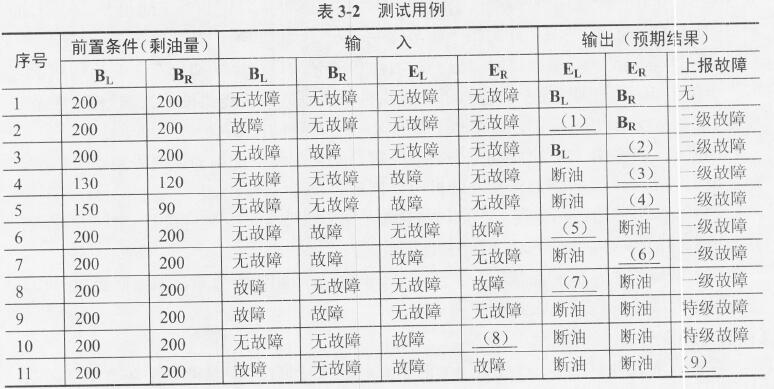 表 3-2 测试用例
序号 前置条件(剩油量) 输 入 输出(预期结果)
BL BR BL BR EL ER EL ER 上报故障
1 200 200 无故障 无故障 无故障 无故障 BL BR 无
2 200 200 故障 无故障 无故障 无故障 (1) BR 二级故障
3 200 200 无故障 故障 无故障 无故障 BL (2) 二级故障
4 130 120 无故障 无故障 故障 无故障 断油 (3) 一级故障
5 150 90 无故障 无故障 故障 无故障 断油 (4) 一级故障
6 200 200 无故障 故障 无故障 故障 (5) 断油 一级故障
7 200 200 无故障 故障 故障 无故障 断油 (6) 一级故障
8 200 200 故障 无故障 无故障 故障 (7) 断油 一级故障
9 200 200 故障 故障 无故障 无故障 断油 断油 特级故障
10 200 200 无故障 无故障 故障 (8) 断油 断油 特级故障
11 200 200 故障 无故障 故障 故障 断油 断油 (9)